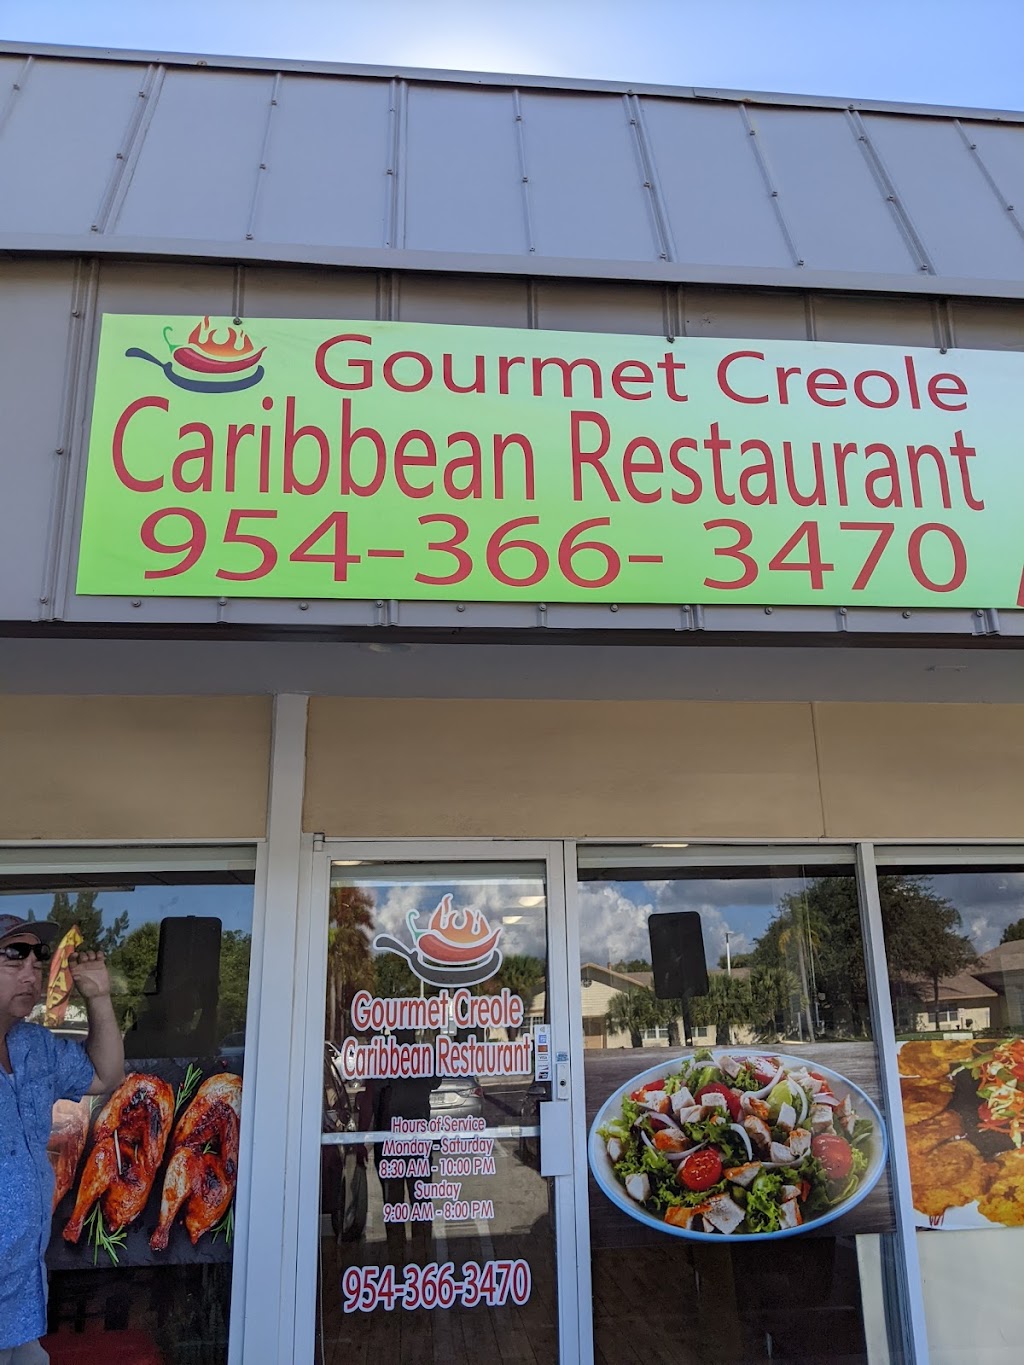 Gourmet Creole
Caribbean Restaurant
954-366- 3470
Gourmet Creole
Caribbean Restaurant
Hours of Service
Monday - Saturday
8:30 AM - 10:00 PM
Sunday
9:00 AM - 8:00 PM
954-366-3470